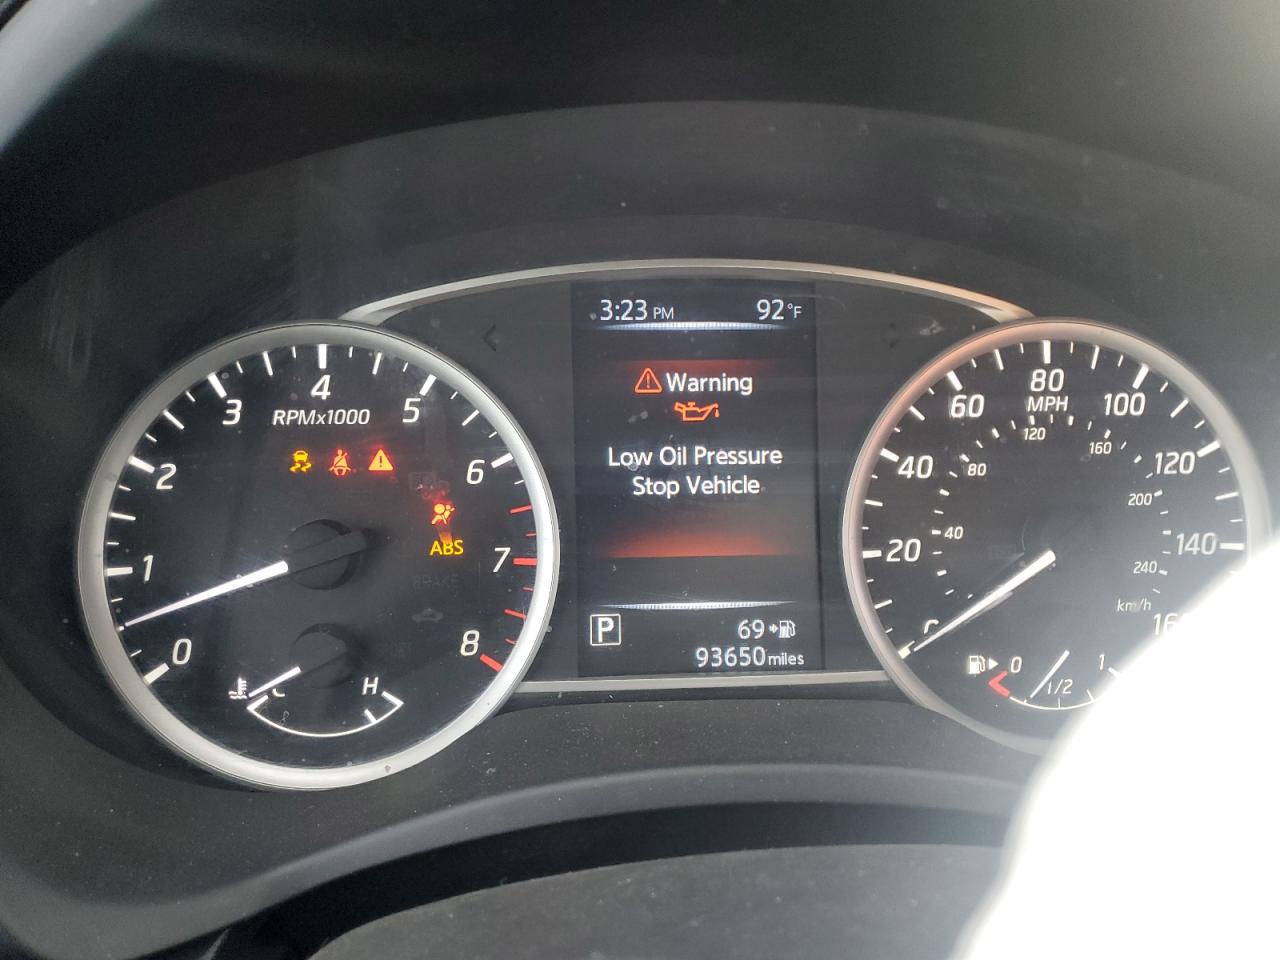 3:23 PM 92°F
Warning
Low Oil Pressure
Stop Vehicle
P
69
93650 miles
0 1 2 3 4 5 6 7 8
RPMx1000
ABS
BRAKE
C H
0 20 40 60 80 100 120 140
MPH
40 80 120 160 200 240
km/h
0 1/2 1